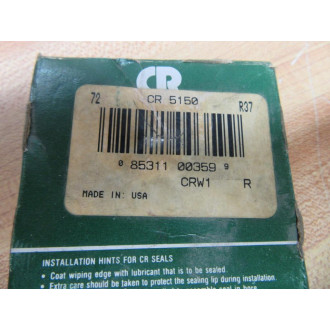 CR
72 CR 5150 R37
0 85311 00359 9
CRW1 R
MADE IN: USA
INSTALLATION HINTS FOR CR SEALS
• Coat wiping edge with lubricant that is to be sealed.
• Extra care should be taken to protect the sealing lip during installation.